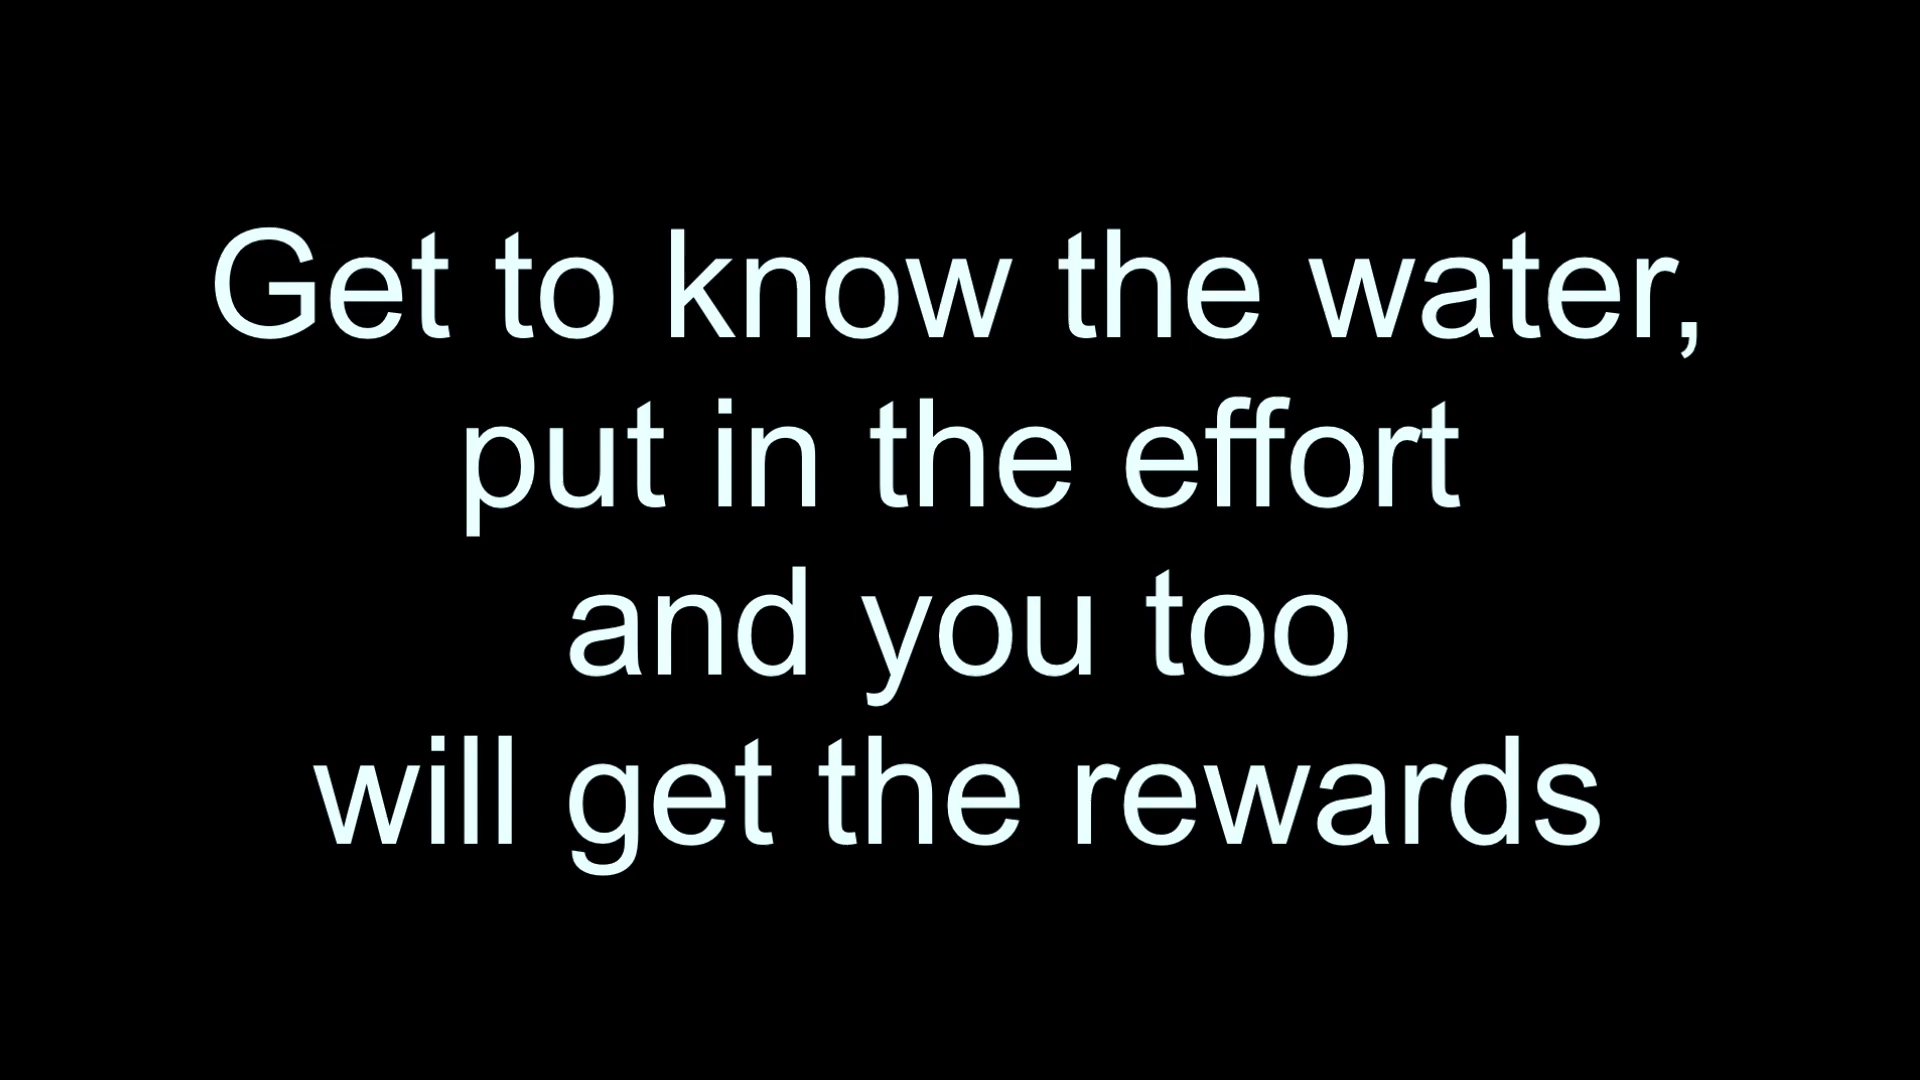 Get to know the water,
put in the effort
and you too
will get the rewards